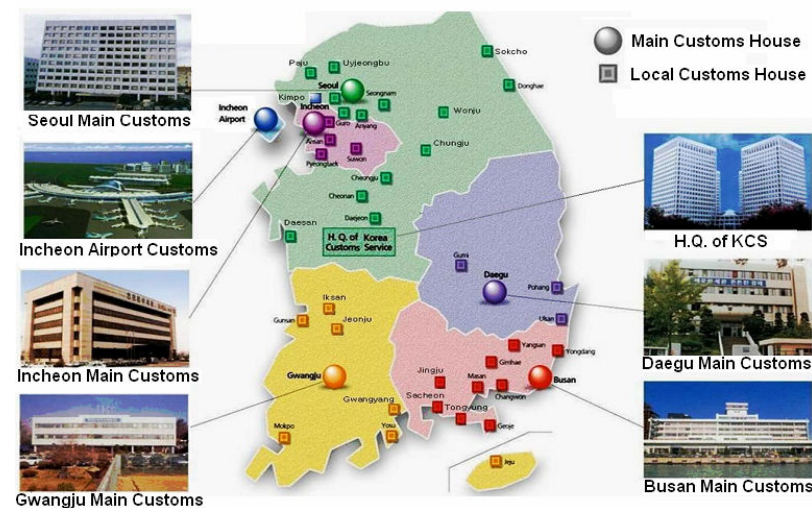 Main Customs House
Local Customs House
Seoul Main Customs
Incheon Airport Customs
Incheon Main Customs
Gwangju Main Customs
H.Q. of KCS
Daegu Main Customs
Busan Main Customs
Sokcho
Paju
Uyjeongbu
Donghae
Seoul
Seongnam
Kimpo
Incheon
Airport
Incheon
Guro
Anyang
Wonju
Ansan
Suwon
Pyeongtaek
Chungju
Cheongju
Cheonan
Daejeon
Daesan
H.Q. of Korea
Customs Service
Gumi
Daegu
Pohang
Ulsan
Iksan
Gunsan
Jeonju
Yangsan
Yongdang
Gimhae
Gwangju
Jingju
Masan
Busan
Changwon
Sacheon
Gwangyang
Tongyung
Mokpo
Yosu
Geoje
Jeju